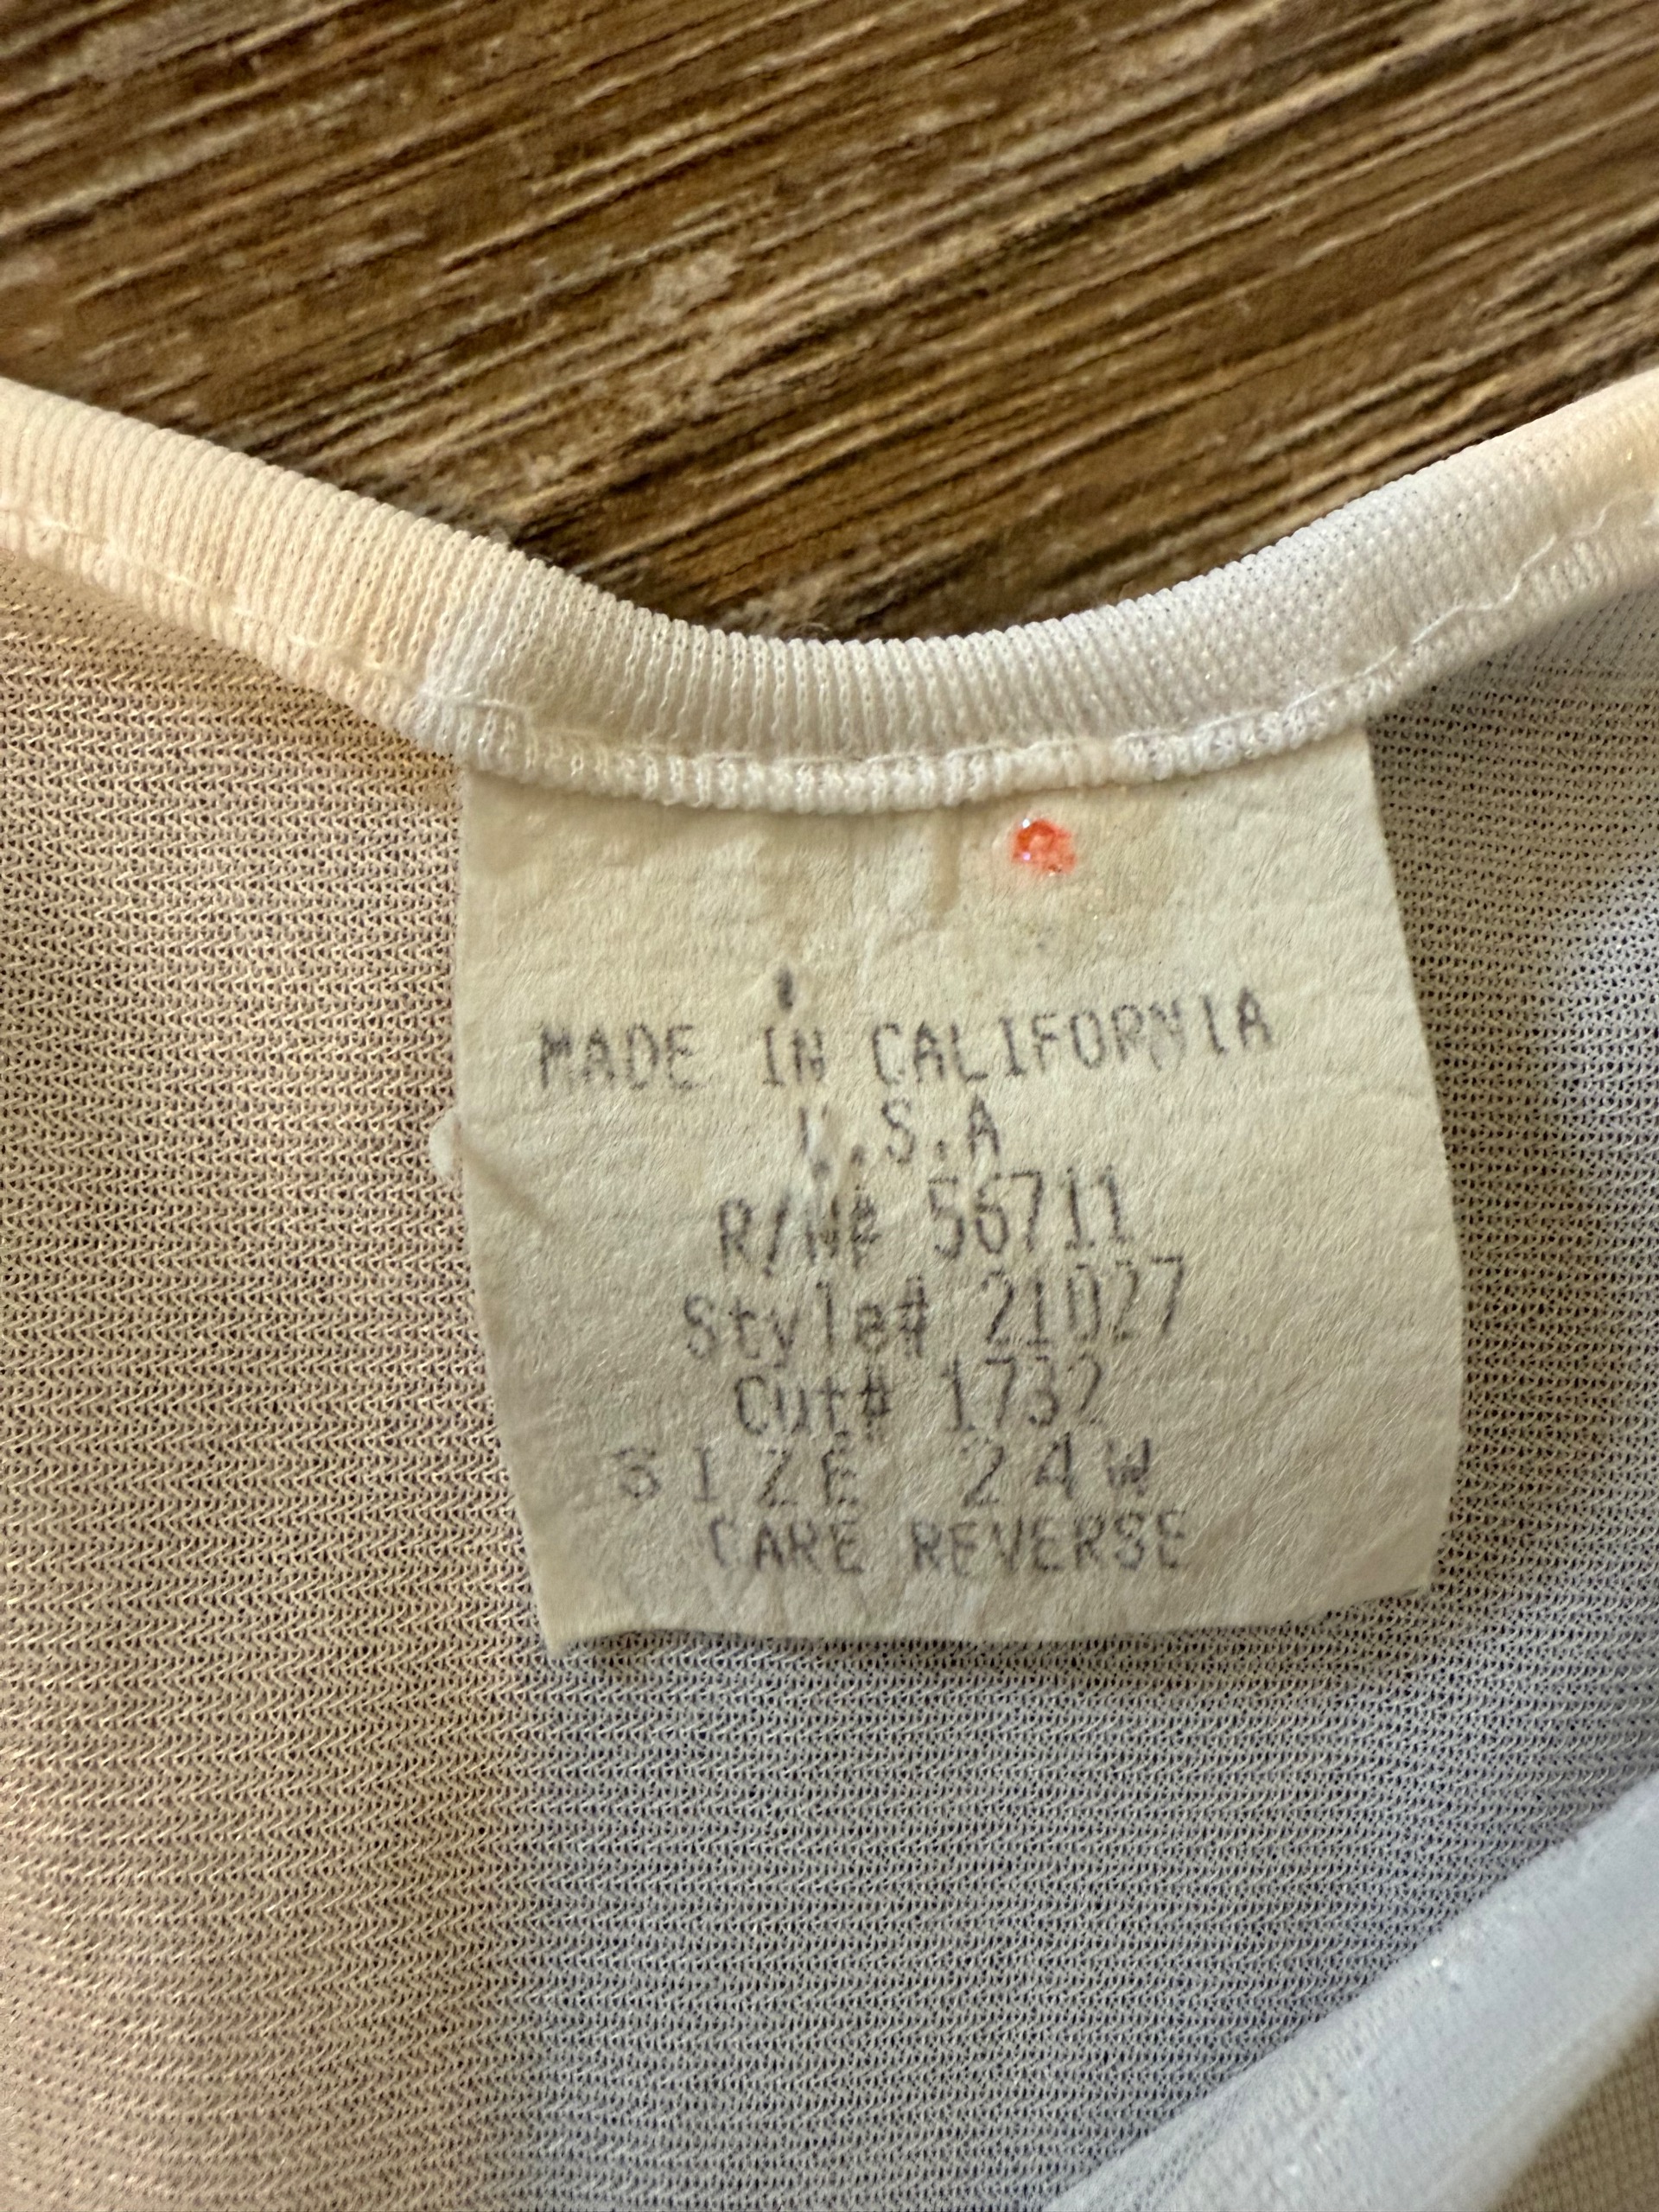 MADE IN CALIFORNIA
U.S.A
R/N# 56711
Style# 21027
Cut# 1732
SIZE 24W
CARE REVERSE